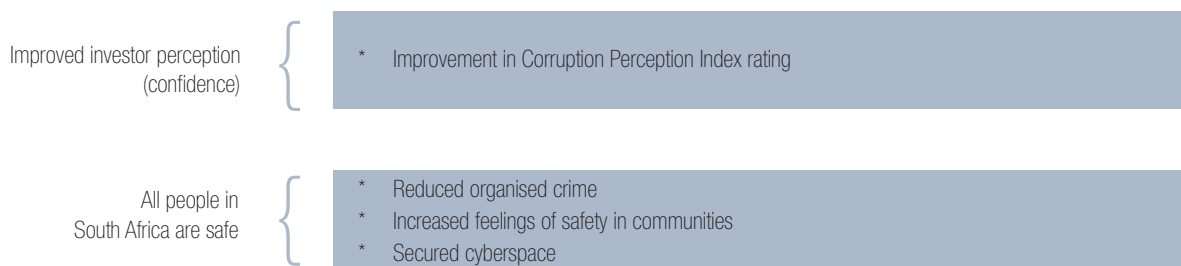 Improved investor perception
(confidence)
* Improvement in Corruption Perception Index rating
All people in
South Africa are safe
* Reduced organised crime
* Increased feelings of safety in communities
* Secured cyberspace